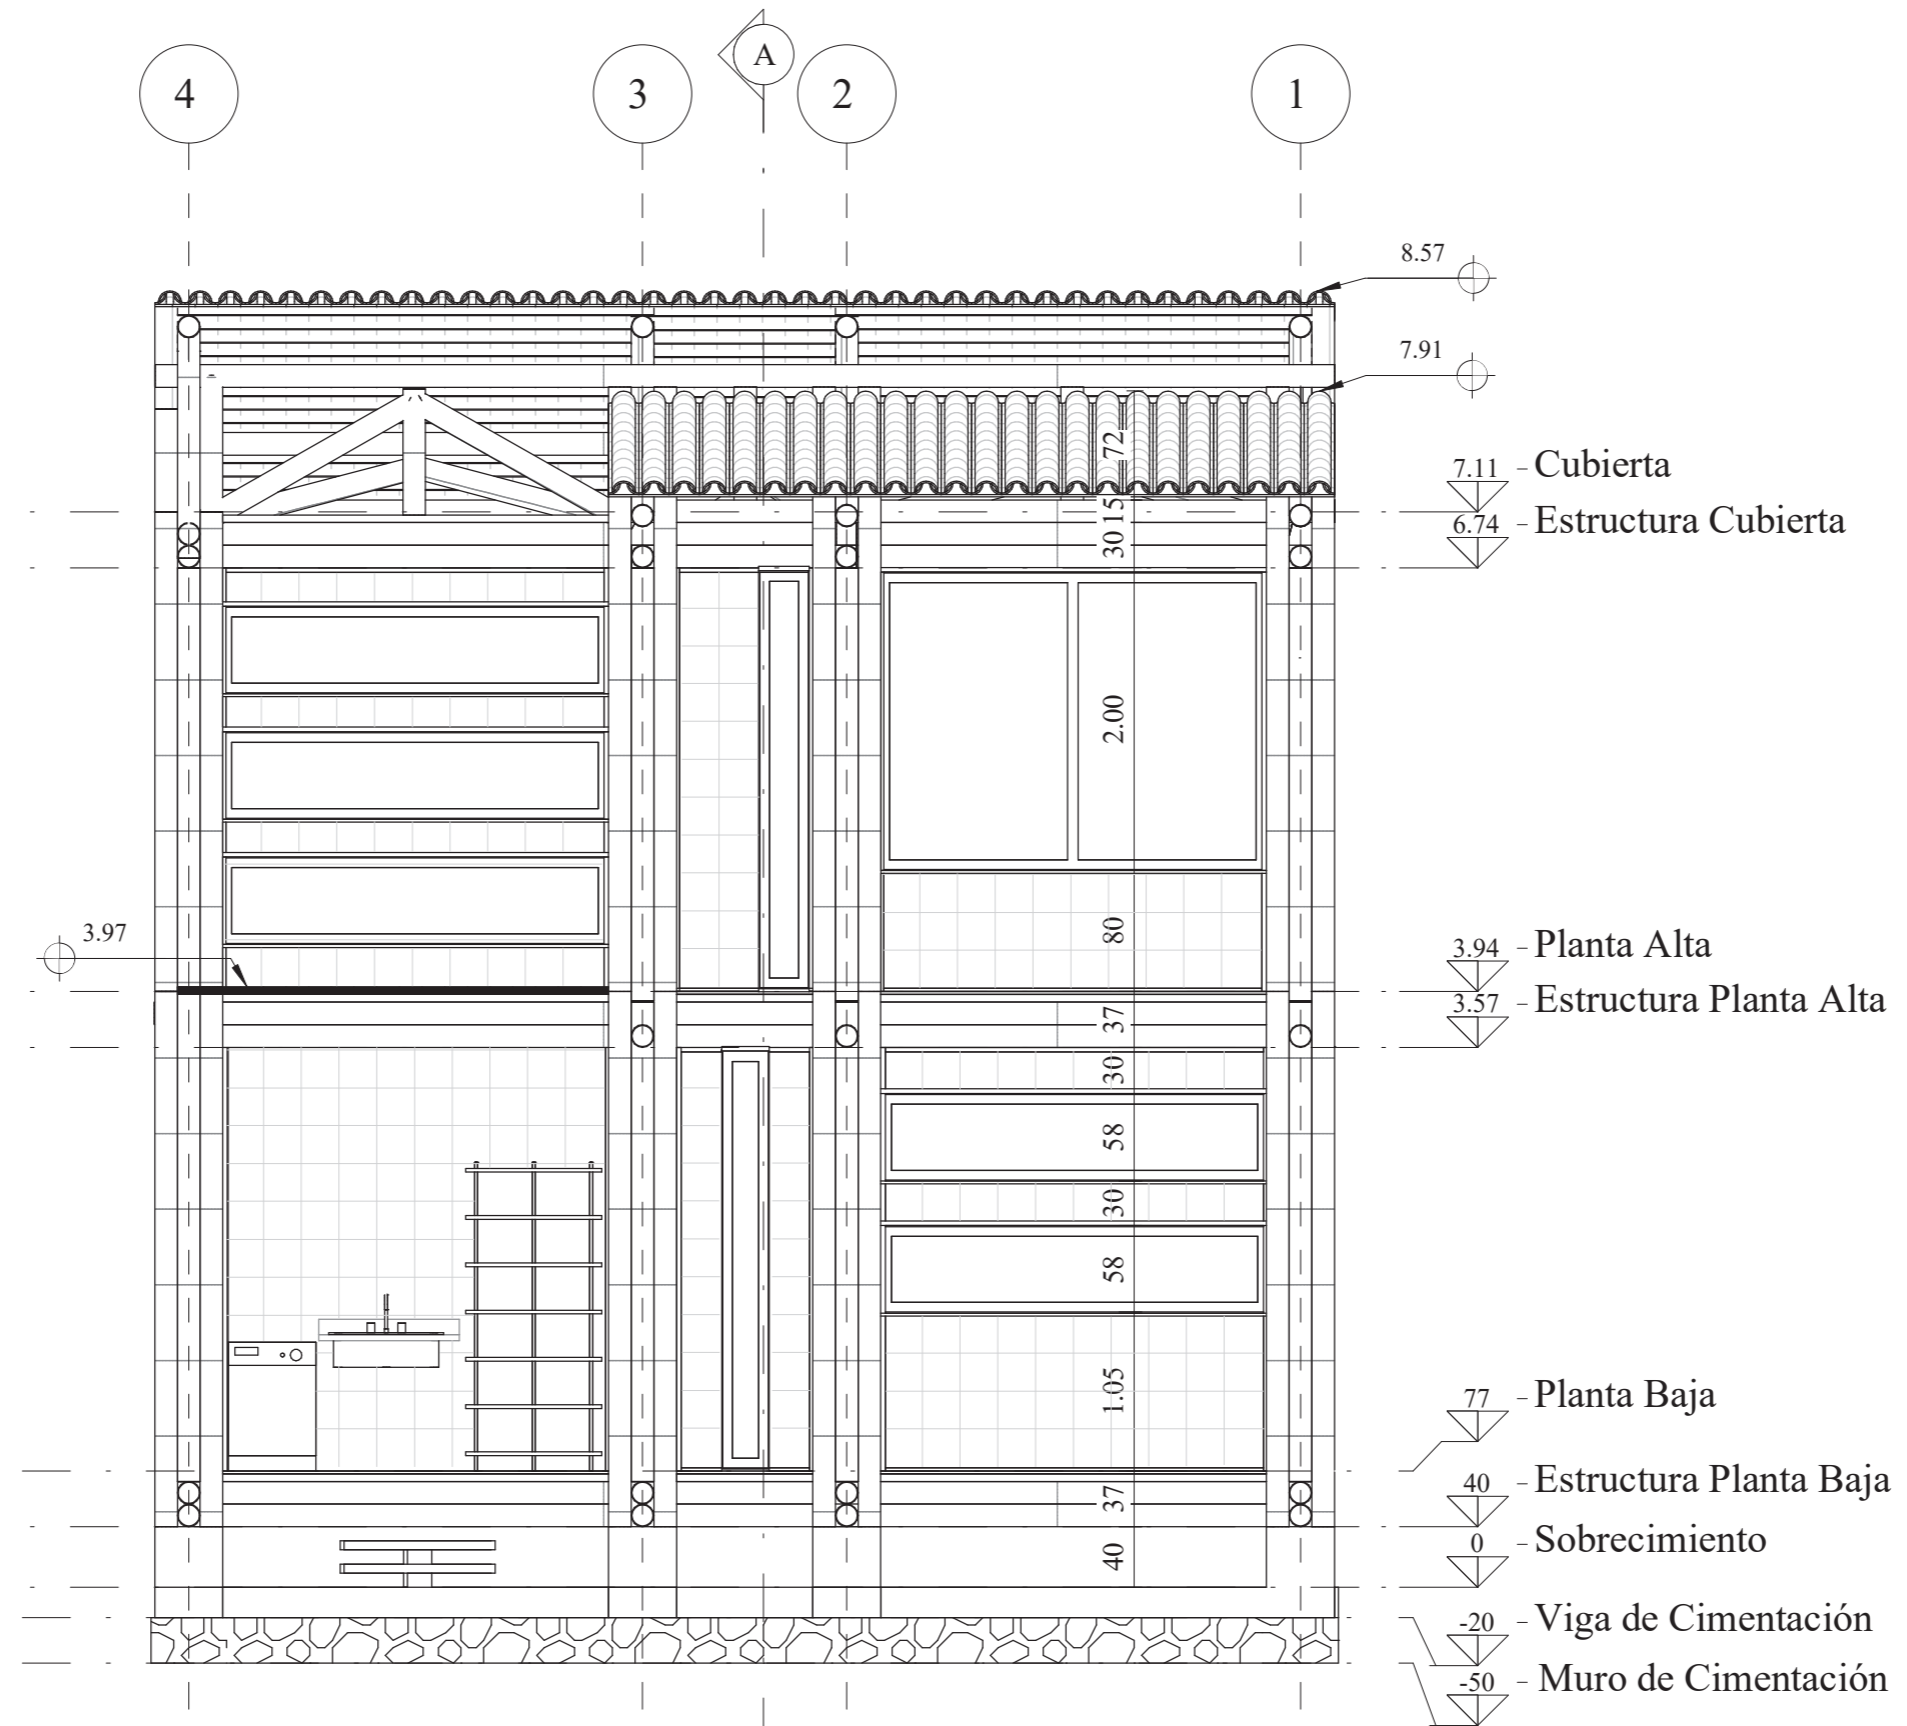 4
3
A
2
1
8.57
7.91
72
7.11 - Cubierta
15
6.74 - Estructura Cubierta
30
2.00
80
3.97
3.94 - Planta Alta
37
3.57 - Estructura Planta Alta
30
58
30
58
1.05
77 - Planta Baja
37
40 - Estructura Planta Baja
40
0 - Sobrecimiento
-20 - Viga de Cimentación
-50 - Muro de Cimentación